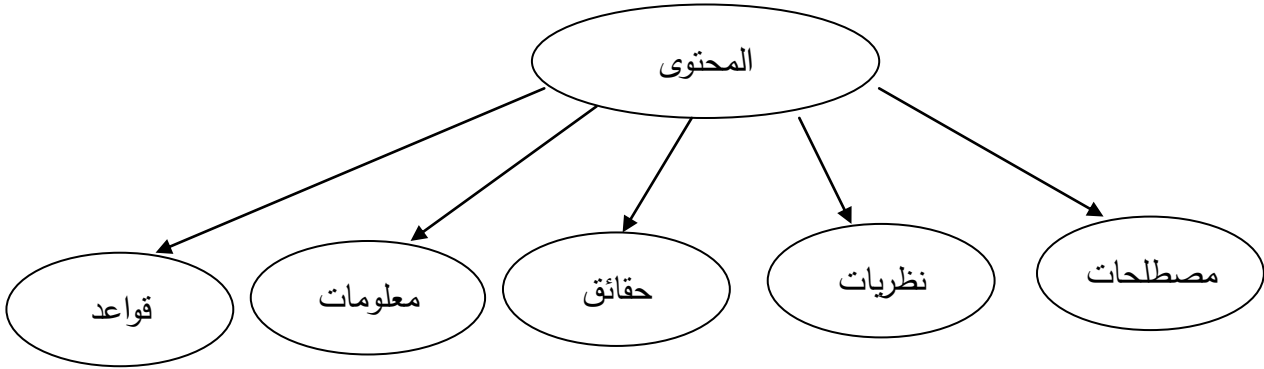 المحتوى
مصطلحات
نظريات
حقائق
معلومات
قواعد